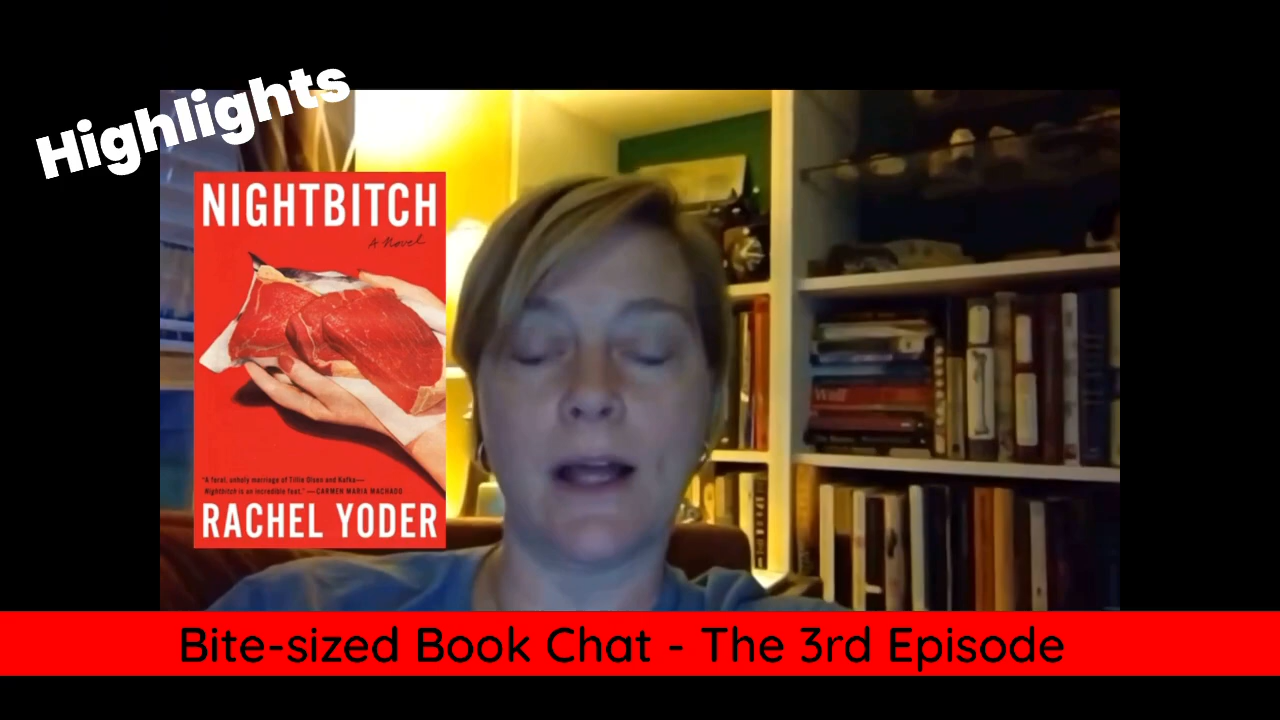 Highlights
NIGHTBITCH
A Novel
"A feral, unholy marriage of Tillie Olsen and Kafka—
Nightbitch is an incredible feat." —CARMEN MARIA MACHADO
RACHEL YODER
Bite-sized Book Chat - The 3rd Episode